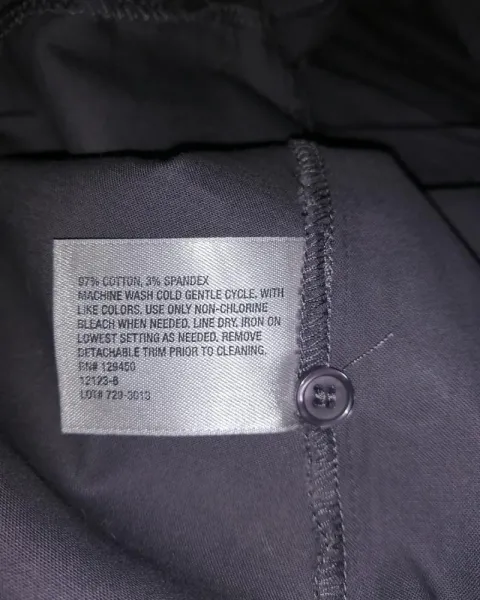 97% COTTON, 3% SPANDEX
MACHINE WASH COLD GENTLE CYCLE, WITH
LIKE COLORS. USE ONLY NON-CHLORINE
BLEACH WHEN NEEDED. LINE DRY. IRON ON
LOWEST SETTING AS NEEDED. REMOVE
DETACHABLE TRIM PRIOR TO CLEANING.
RN# 129450
12123-6
LOT# 729-3013